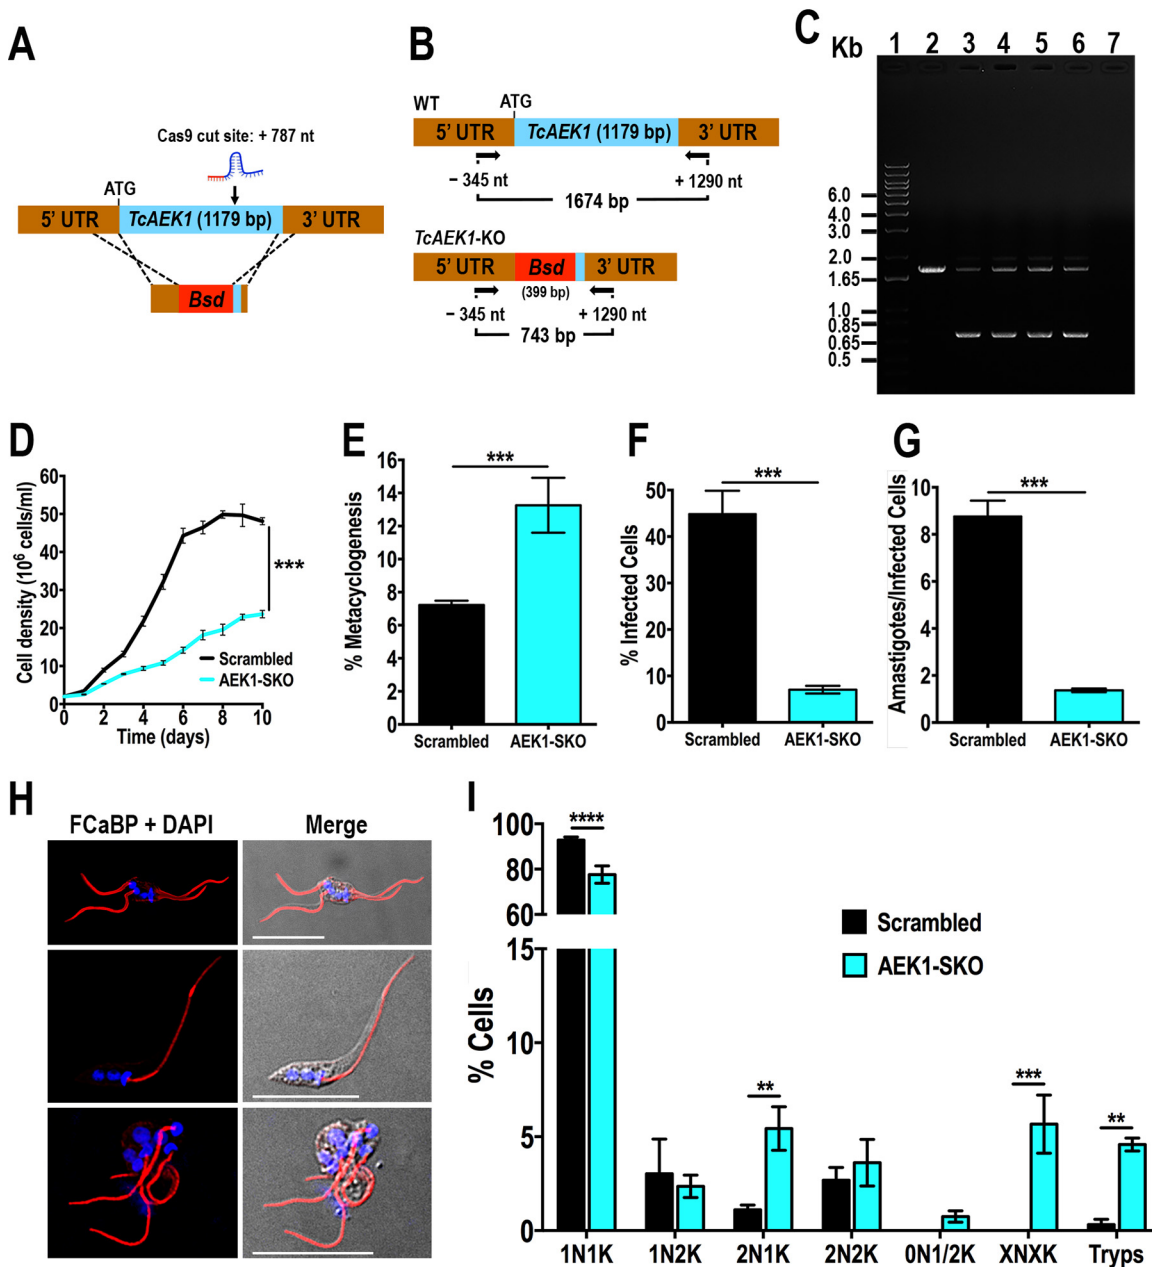 A
Cas9 cut site: + 787 nt
ATG
5' UTR
TcAEK1 (1179 bp)
3' UTR
Bsd
B
WT
ATG
5' UTR
TcAEK1 (1179 bp)
3' UTR
− 345 nt
+ 1290 nt
1674 bp
TcAEK1-KO
5' UTR
Bsd
3' UTR
(399 bp)
− 345 nt
+ 1290 nt
743 bp
C
Kb
1 2 3 4 5 6 7
6.0
4.0
3.0
2.0
1.65
1.0
0.85
0.65
0.5
D
Cell density (10⁶ cells/ml)
60
50
40
30
20
10
0
***
Scrambled
AEK1-SKO
0 2 4 6 8 10
Time (days)
E
% Metacyclogenesis
16
14
12
10
8
6
4
2
0
***
Scrambled AEK1-SKO
F
% Infected Cells
50
40
30
20
10
0
***
Scrambled AEK1-SKO
G
Amastigotes/Infected Cells
10
8
6
4
2
0
***
Scrambled AEK1-SKO
H
FCaBP + DAPI
Merge
I
% Cells
100
80
60
15
10
5
0
****
**
***
**
Scrambled
AEK1-SKO
1N1K 1N2K 2N1K 2N2K 0N1/2K XNXK Tryps